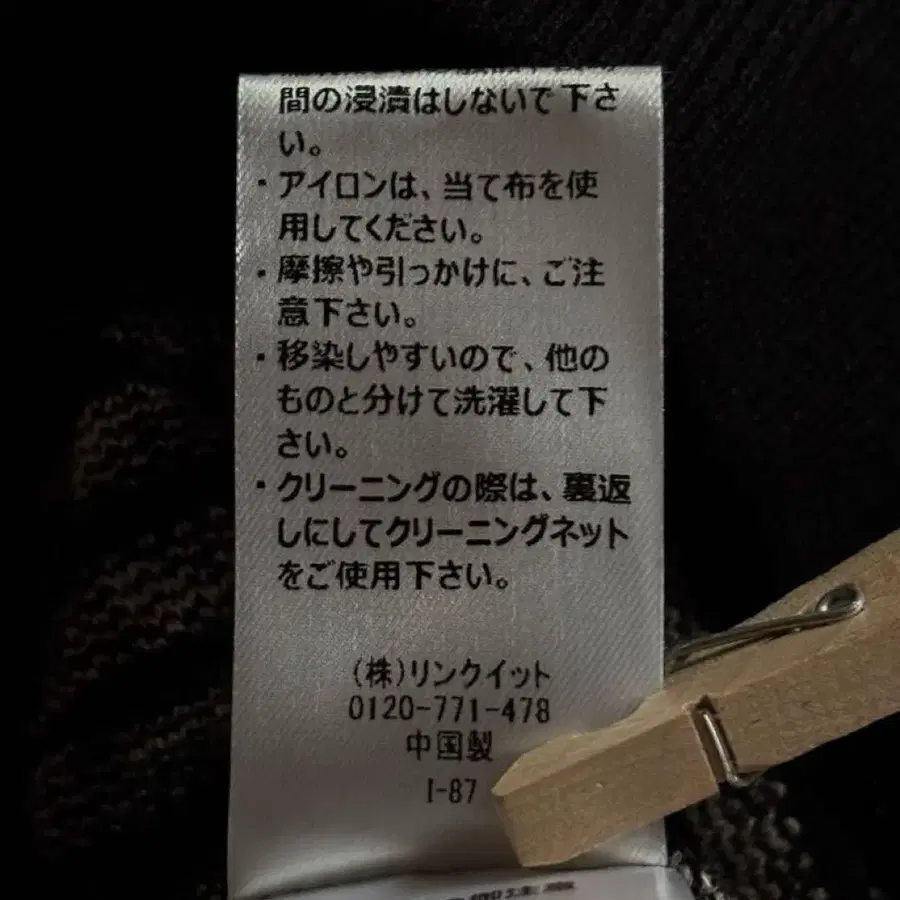 間の浸漬はしないで下さ
い。
・アイロンは、当て布を使
用してください。
・摩擦や引っかけに、ご注
意下さい。
・移染しやすいので、他の
ものと分けて洗濯して下
さい。
・クリーニングの際は、裏返
しにしてクリーニングネット
をご使用下さい。
(株)リンクイット
0120-771-478
中国製
I-87